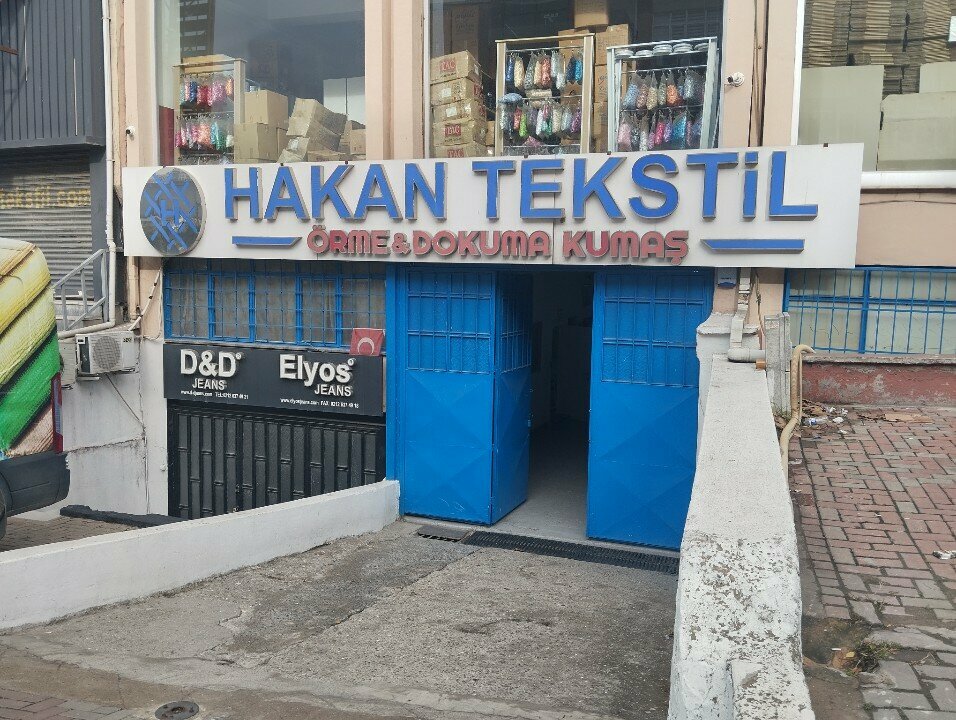 HAKAN TEKSTİL
ÖRME&DOKUMA KUMAŞ
D&D
JEANS
Elyos
JEANS